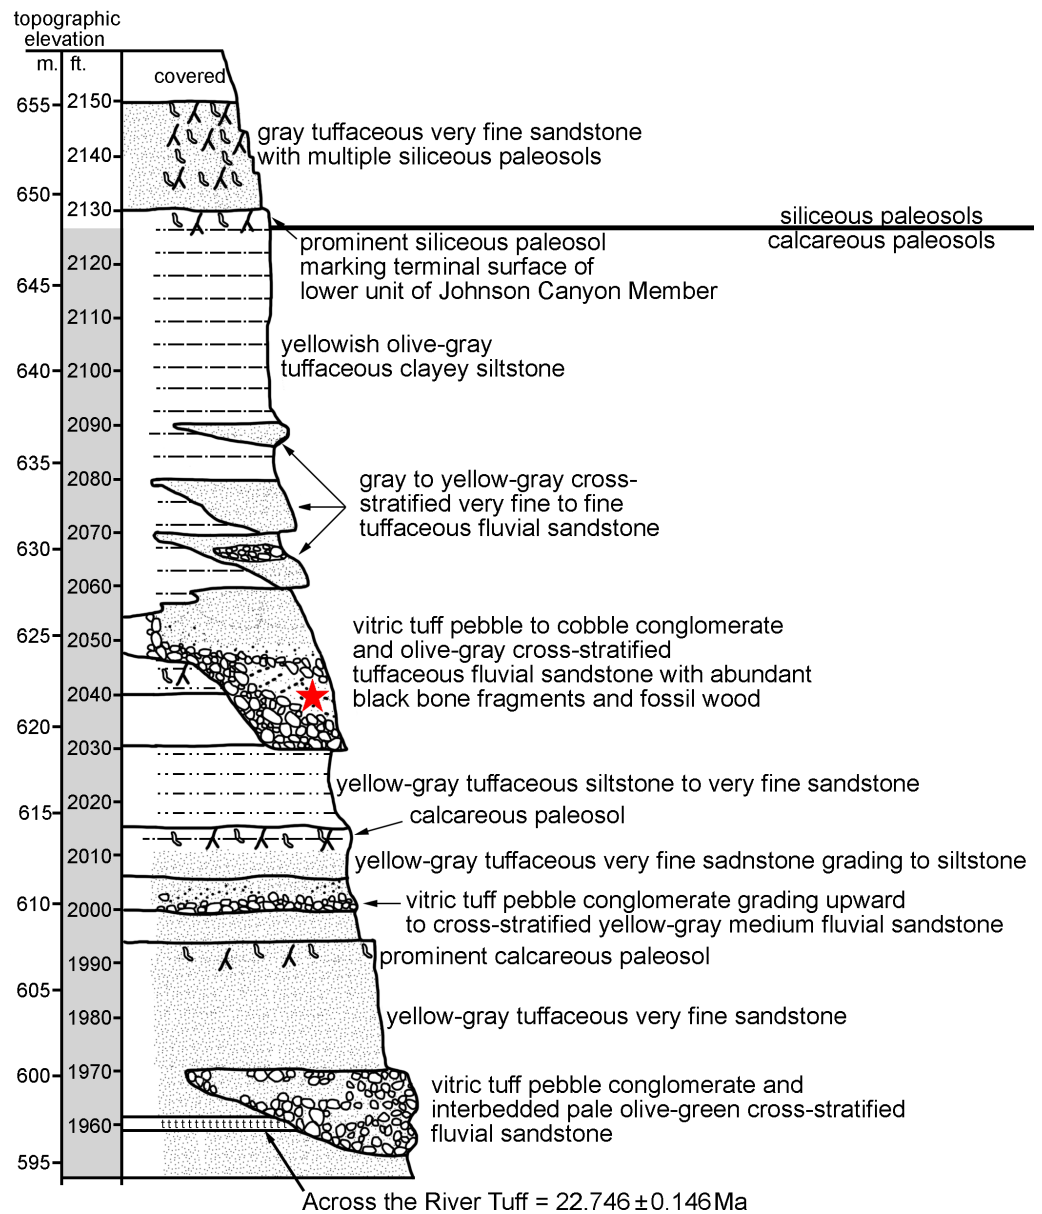 topographic
elevation
m. ft.
covered
655
2150
gray tuffaceous very fine sandstone
with multiple siliceous paleosols
2140
650
2130
siliceous paleosols
calcareous paleosols
prominent siliceous paleosol
marking terminal surface of
lower unit of Johnson Canyon Member
2120
645
2110
yellowish olive-gray
tuffaceous clayey siltstone
640
2100
2090
635
2080
gray to yellow-gray cross-
stratified very fine to fine
tuffaceous fluvial sandstone
2070
630
2060
625
2050
vitric tuff pebble to cobble conglomerate
and olive-gray cross-stratified
tuffaceous fluvial sandstone with abundant
black bone fragments and fossil wood
2040
620
2030
yellow-gray tuffaceous siltstone to very fine sandstone
2020
615
calcareous paleosol
2010
yellow-gray tuffaceous very fine sadnstone grading to siltstone
610
2000
vitric tuff pebble conglomerate grading upward
to cross-stratified yellow-gray medium fluvial sandstone
prominent calcareous paleosol
1990
605
1980
yellow-gray tuffaceous very fine sandstone
600
1970
vitric tuff pebble conglomerate and
interbedded pale olive-green cross-stratified
fluvial sandstone
1960
595
Across the River Tuff = 22.746±0.146Ma